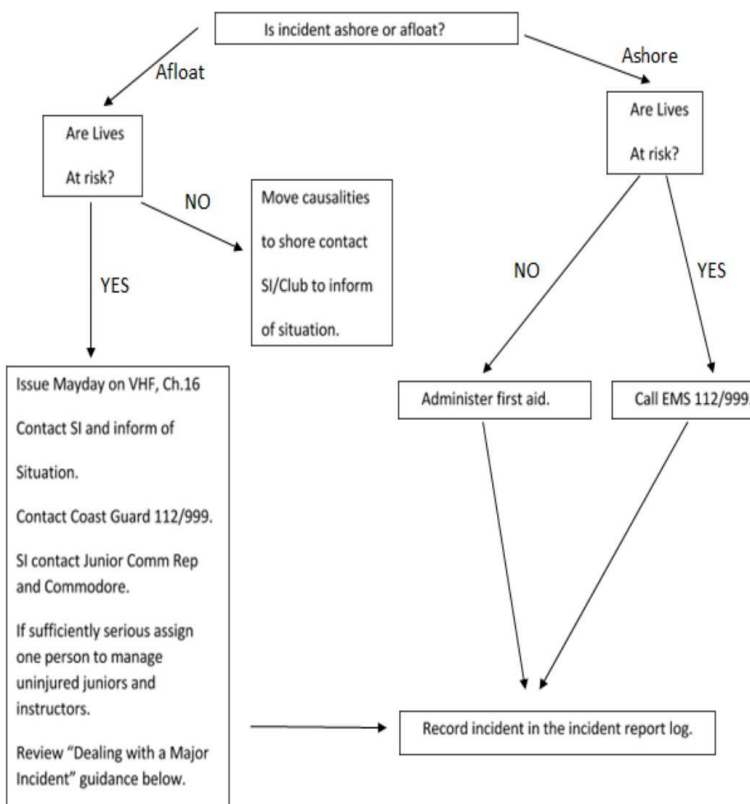 Is incident ashore or afloat?
Afloat
Ashore
Are Lives
At risk?
Are Lives
At risk?
NO
Move causalities
to shore contact
SI/Club to inform
of situation.
YES
NO
YES
Issue Mayday on VHF, Ch.16
Contact SI and inform of
Situation.
Contact Coast Guard 112/999.
SI contact Junior Comm Rep
and Commodore.
If sufficiently serious assign
one person to manage
uninjured juniors and
instructors.
Review “Dealing with a Major
Incident” guidance below.
Administer first aid.
Call EMS 112/999.
Record incident in the incident report log.